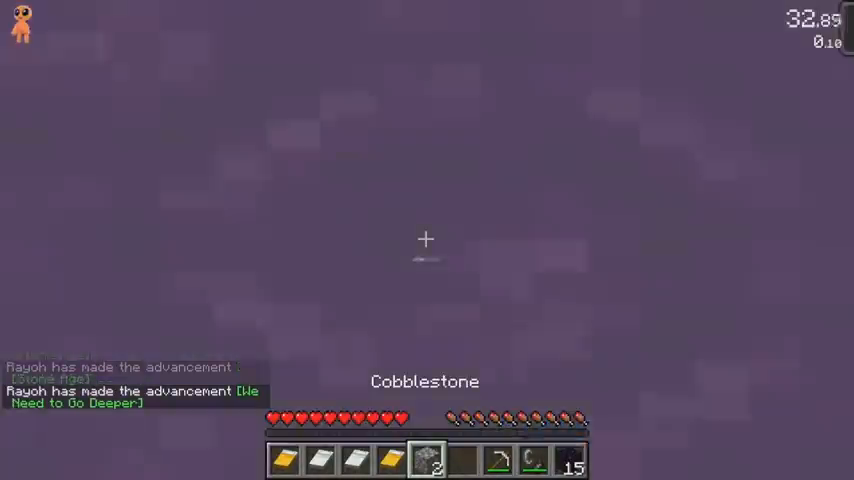 32.89
0.10
Rayoh has made the advancement
[Stone Age]
Rayoh has made the advancement [We
Need to Go Deeper]
Cobblestone
2
15